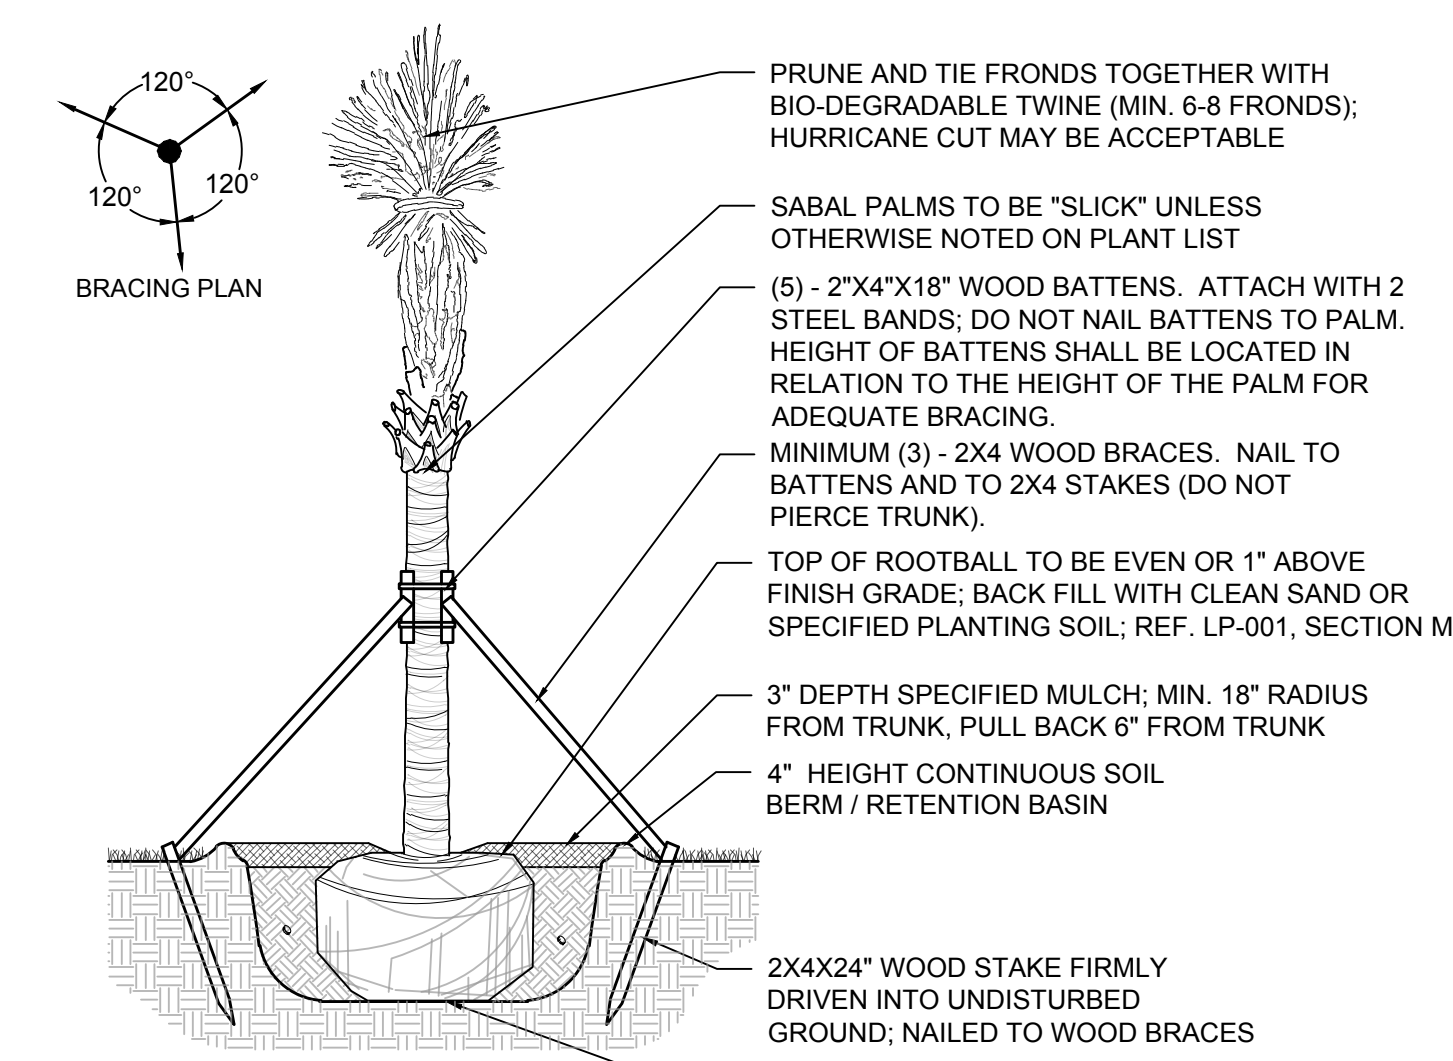 120°
120°
120°
BRACING PLAN
PRUNE AND TIE FRONDS TOGETHER WITH
BIO-DEGRADABLE TWINE (MIN. 6-8 FRONDS);
HURRICANE CUT MAY BE ACCEPTABLE
SABAL PALMS TO BE "SLICK" UNLESS
OTHERWISE NOTED ON PLANT LIST
(5) - 2"X4"X18" WOOD BATTENS. ATTACH WITH 2
STEEL BANDS; DO NOT NAIL BATTENS TO PALM.
HEIGHT OF BATTENS SHALL BE LOCATED IN
RELATION TO THE HEIGHT OF THE PALM FOR
ADEQUATE BRACING.
MINIMUM (3) - 2X4 WOOD BRACES. NAIL TO
BATTENS AND TO 2X4 STAKES (DO NOT
PIERCE TRUNK).
TOP OF ROOTBALL TO BE EVEN OR 1" ABOVE
FINISH GRADE; BACK FILL WITH CLEAN SAND OR
SPECIFIED PLANTING SOIL; REF. LP-001, SECTION M
3" DEPTH SPECIFIED MULCH; MIN. 18" RADIUS
FROM TRUNK, PULL BACK 6" FROM TRUNK
4" HEIGHT CONTINUOUS SOIL
BERM / RETENTION BASIN
2X4X24" WOOD STAKE FIRMLY
DRIVEN INTO UNDISTURBED
GROUND; NAILED TO WOOD BRACES